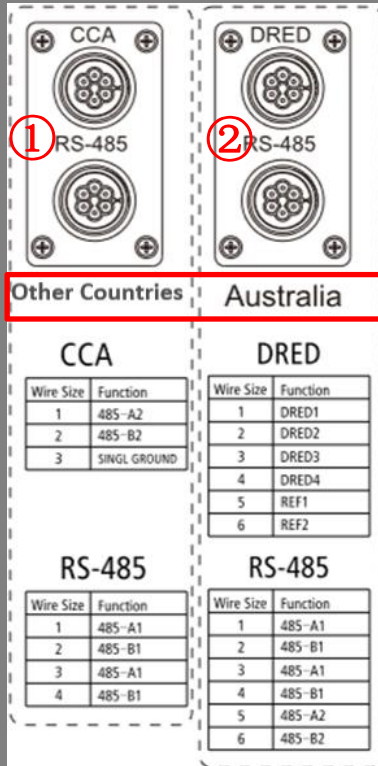 CCA
① RS-485
Other Countries
CCA
Wire Size Function
1 485-A2
2 485-B2
3 SINGL GROUND
RS-485
Wire Size Function
1 485-A1
2 485-B1
3 485-A1
4 485-B1
DRED
② RS-485
Australia
DRED
Wire Size Function
1 DRED1
2 DRED2
3 DRED3
4 DRED4
5 REF1
6 REF2
RS-485
Wire Size Function
1 485-A1
2 485-B1
3 485-A1
4 485-B1
5 485-A2
6 485-B2